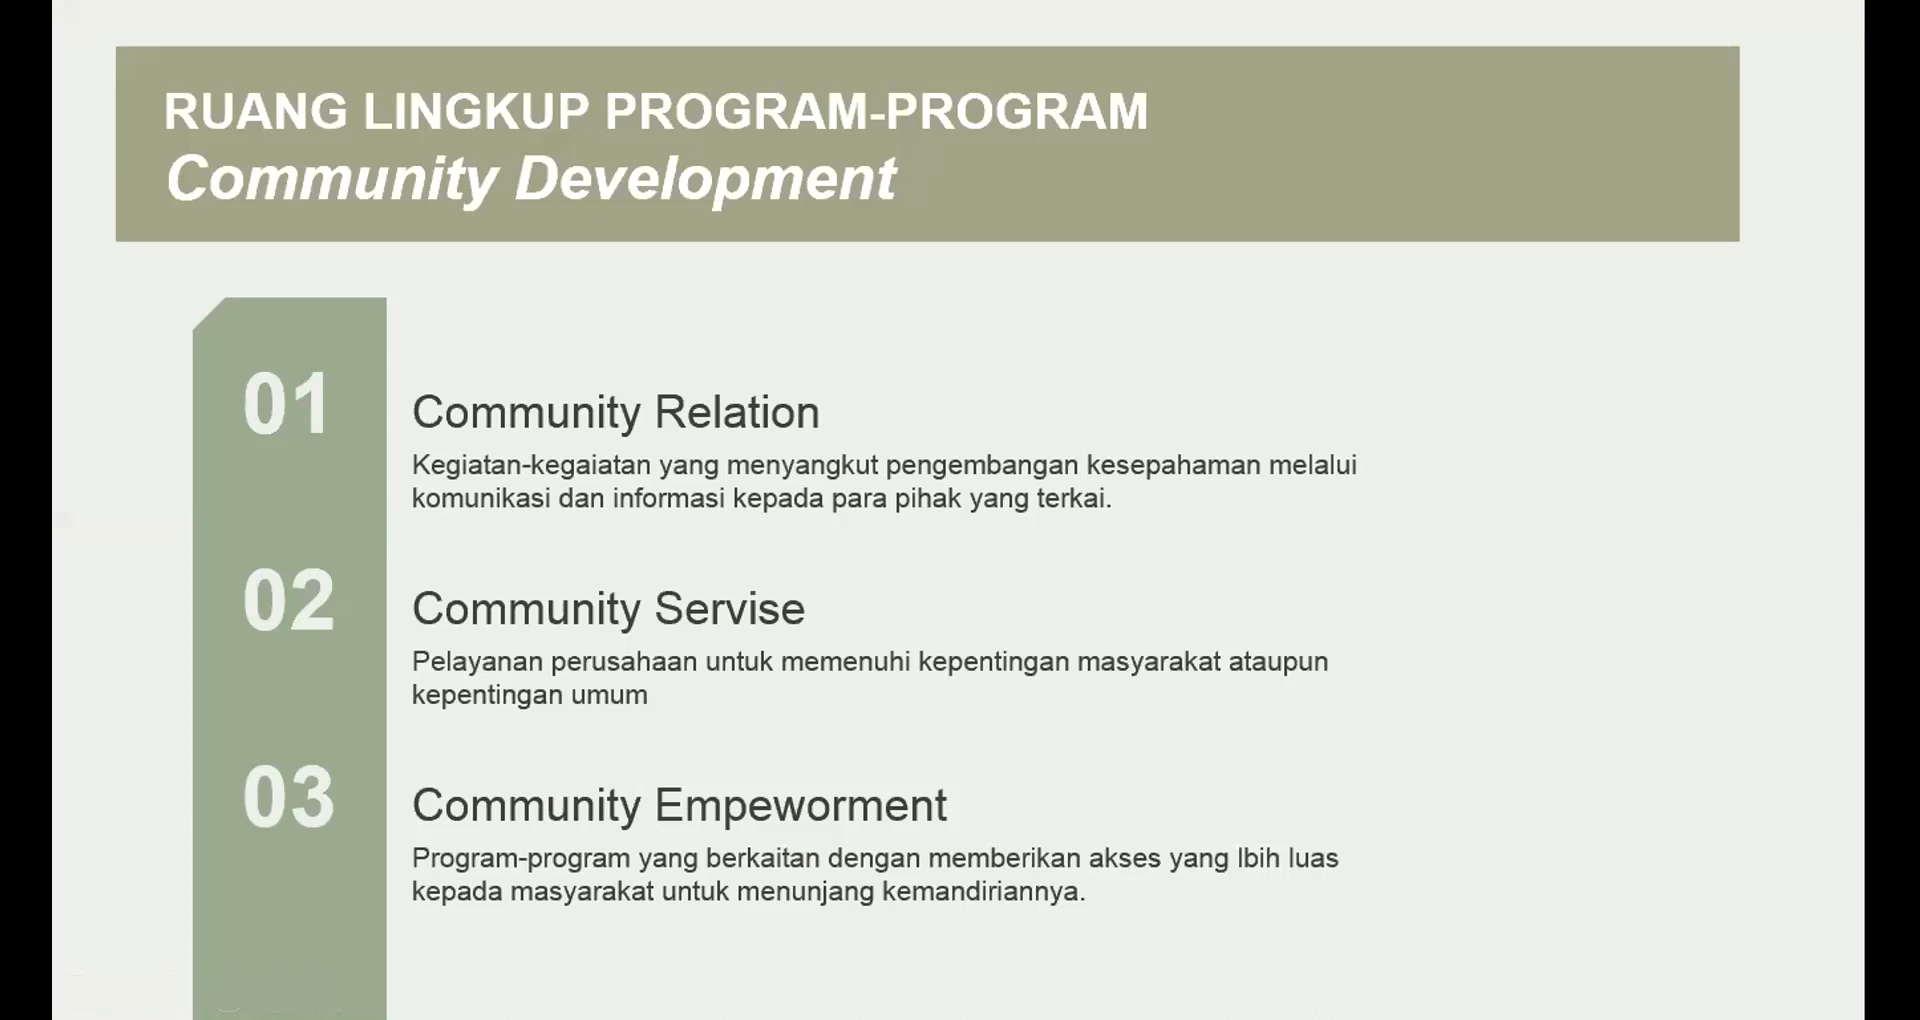 RUANG LINGKUP PROGRAM-PROGRAM
Community Development
01
Community Relation
Kegiatan-kegaiatan yang menyangkut pengembangan kesepahaman melalui
komunikasi dan informasi kepada para pihak yang terkai.
02
Community Servise
Pelayanan perusahaan untuk memenuhi kepentingan masyarakat ataupun
kepentingan umum
03
Community Empeworment
Program-program yang berkaitan dengan memberikan akses yang lbih luas
kepada masyarakat untuk menunjang kemandiriannya.